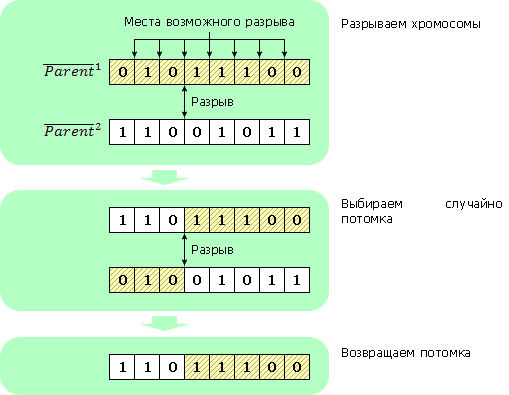 Места возможного разрыва
Разрываем хромосомы
Parent¹ 0 1 0 1 1 1 0 0
Разрыв
Parent² 1 1 0 0 1 0 1 1
Выбираем случайно
потомка
1 1 0 1 1 1 0 0
Разрыв
0 1 0 0 1 0 1 1
Возвращаем потомка
1 1 0 1 1 1 0 0